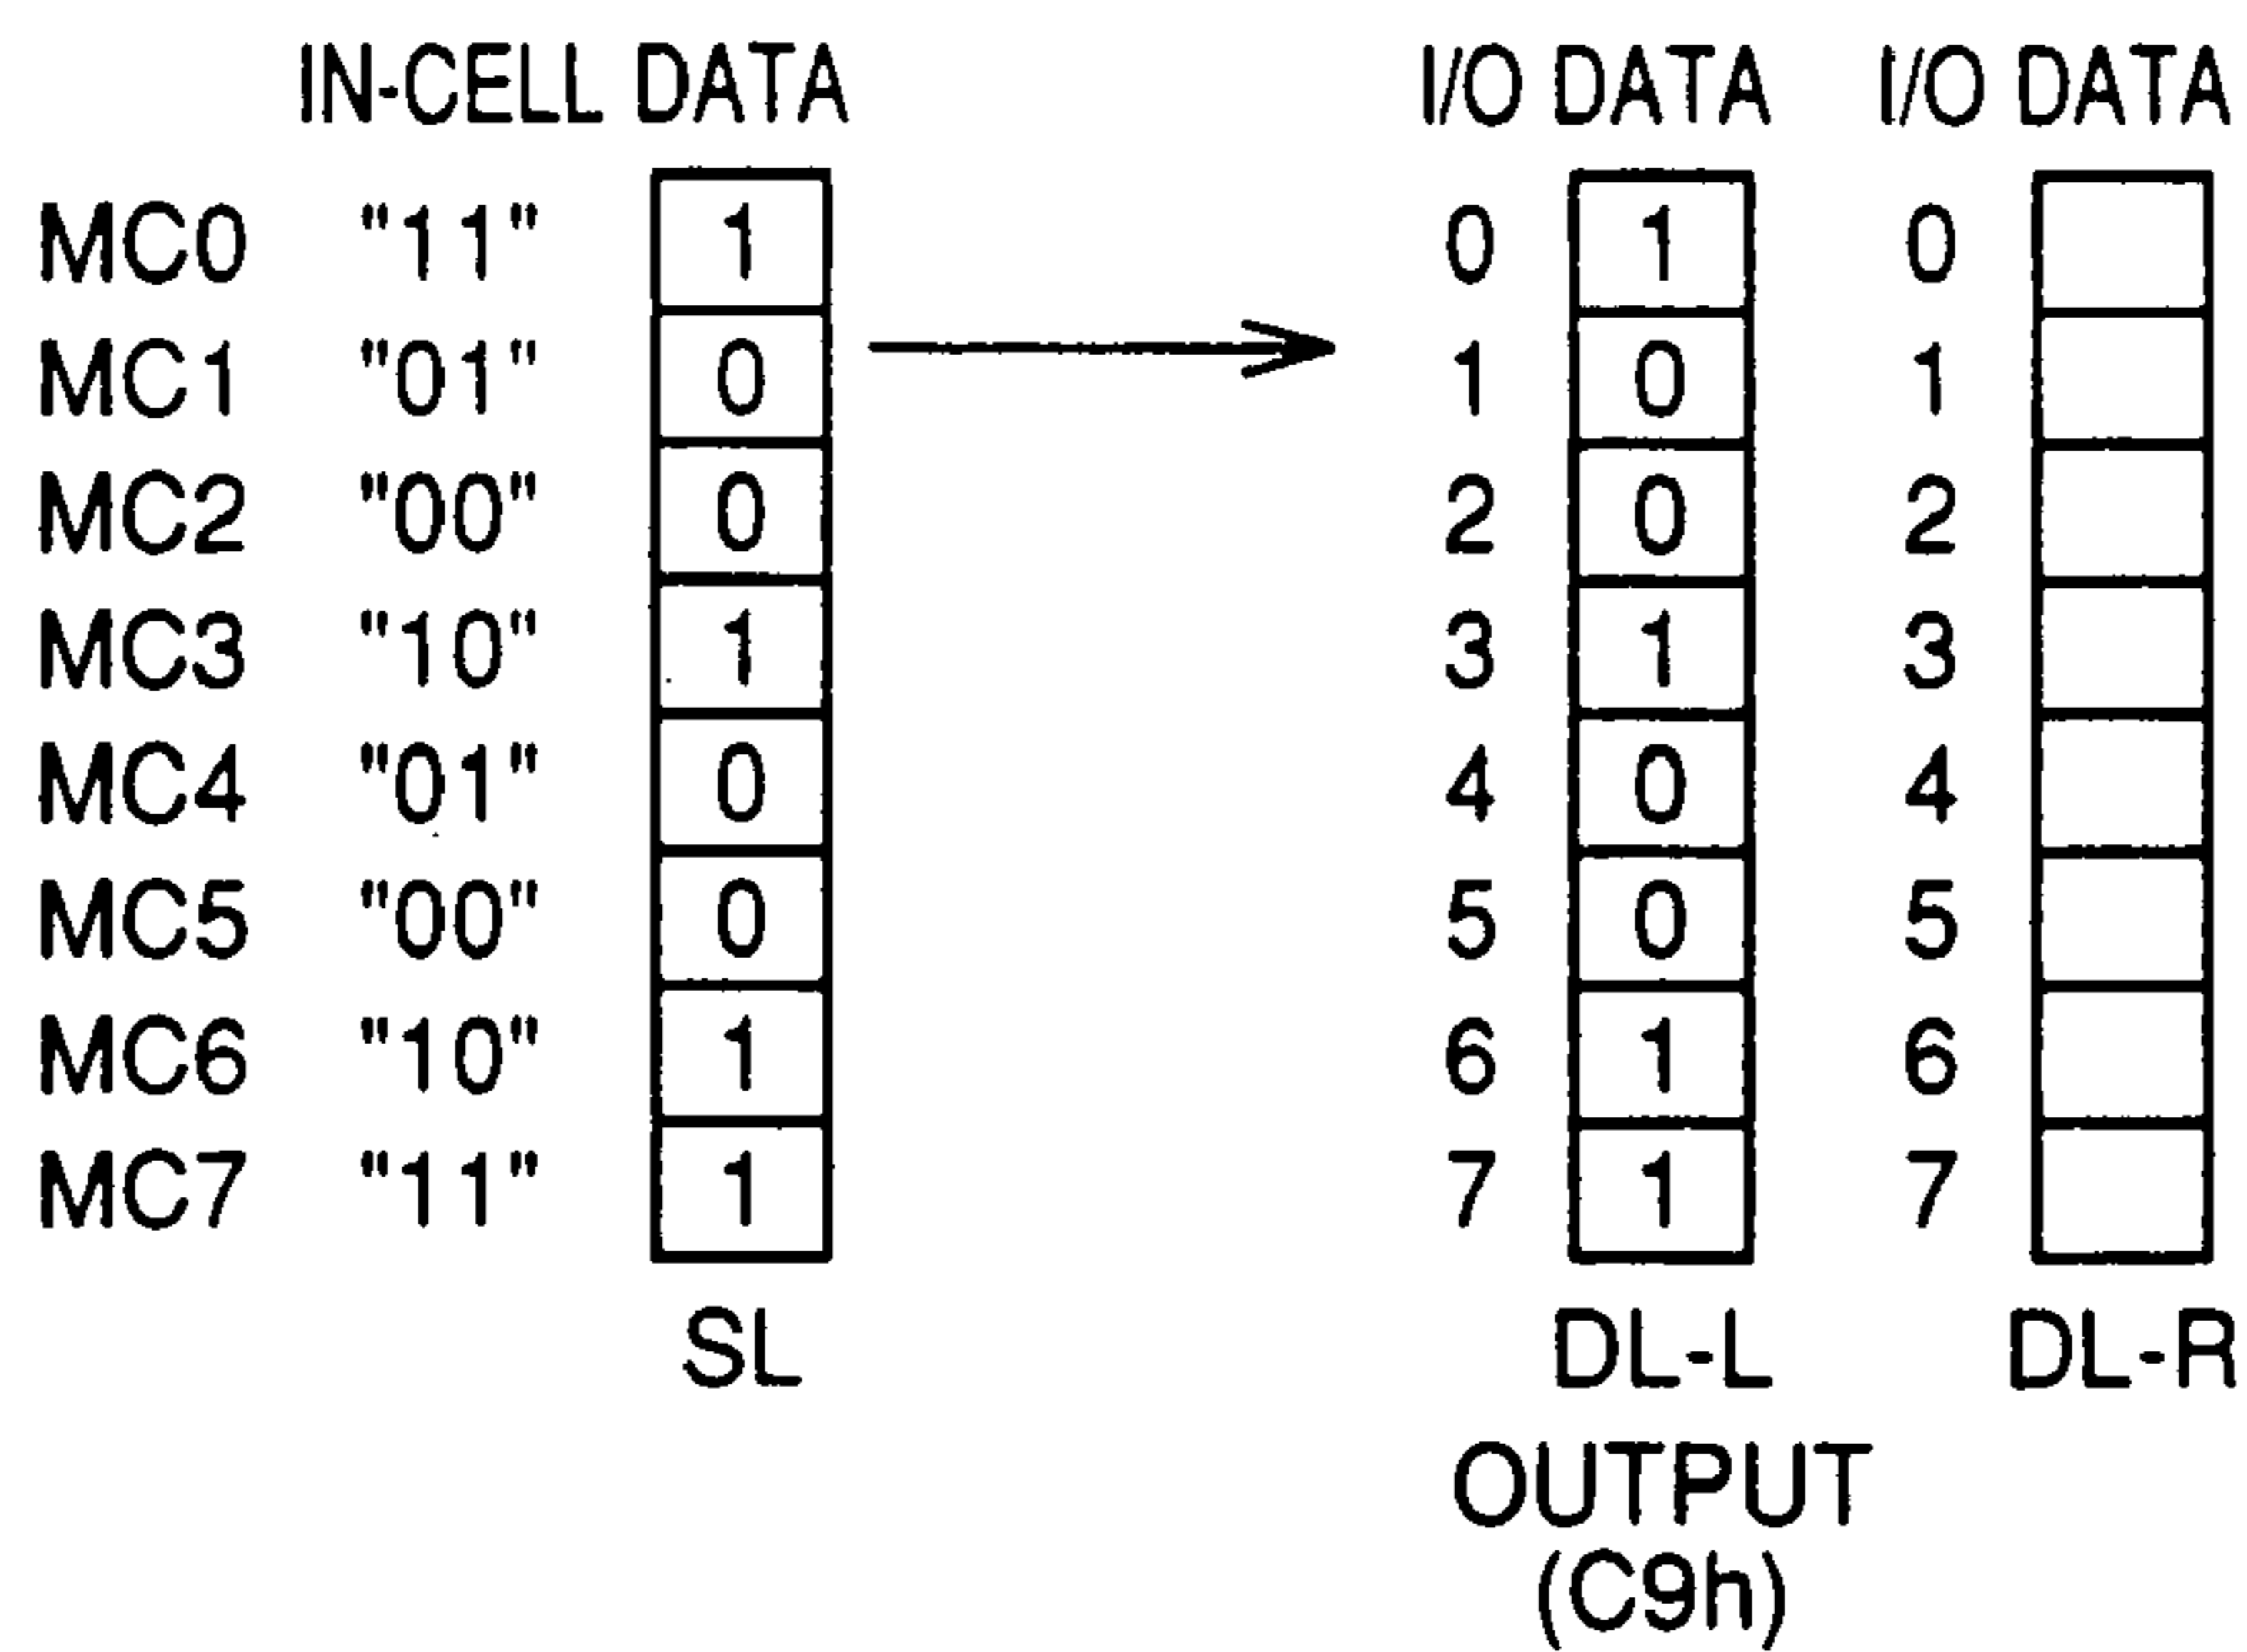 IN-CELL DATA I/O DATA I/O DATA
MC0 "11" 1 0 1 0
MC1 "01" 0 1 0 1
MC2 "00" 0 2 0 2
MC3 "10" 1 3 1 3
MC4 "01" 0 4 0 4
MC5 "00" 0 5 0 5
MC6 "10" 1 6 1 6
MC7 "11" 1 7 1 7
SL DL-L DL-R
OUTPUT
(C9h)